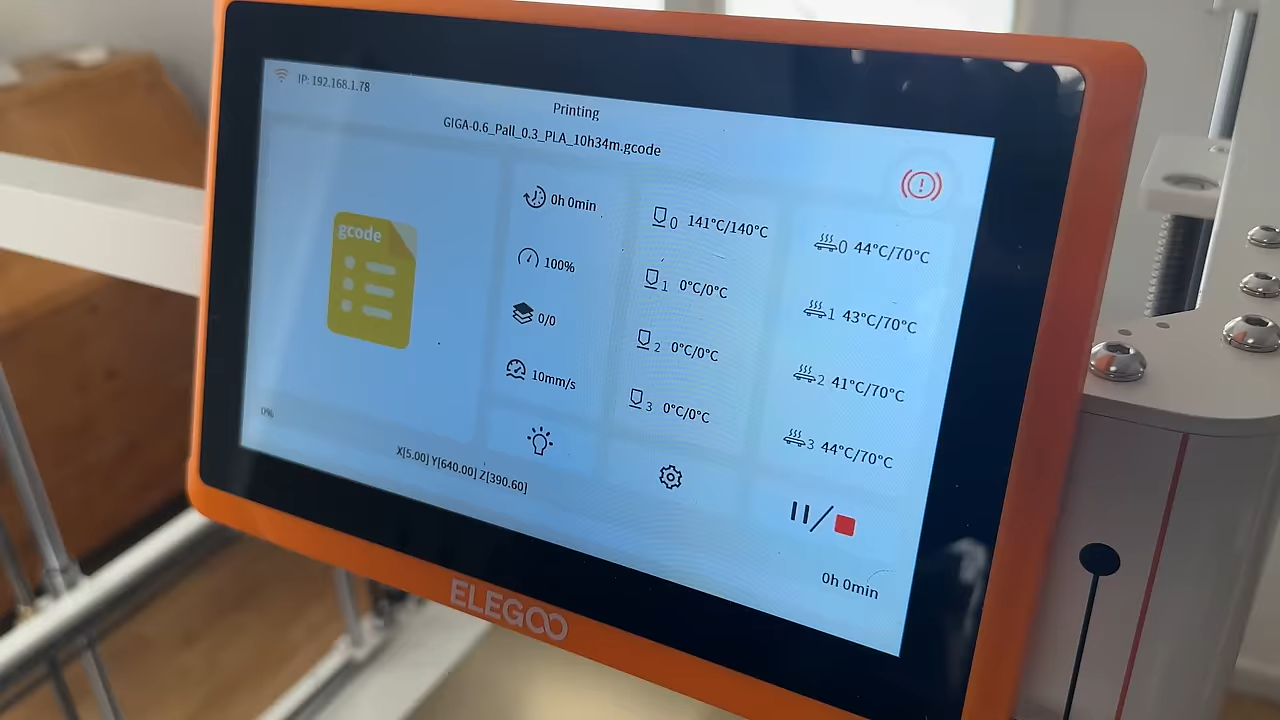 IP: 192.168.1.78
Printing
GIGA-0.6_Pall_0.3_PLA_10h34m.gcode
gcode
0h 0min
100%
0/0
10mm/s
0 141°C/140°C
1 0°C/0°C
2 0°C/0°C
3 0°C/0°C
0 44°C/70°C
1 43°C/70°C
2 41°C/70°C
3 44°C/70°C
0%
X[5.00] Y[640.00] Z[390.60]
0h 0min
ELEGOO